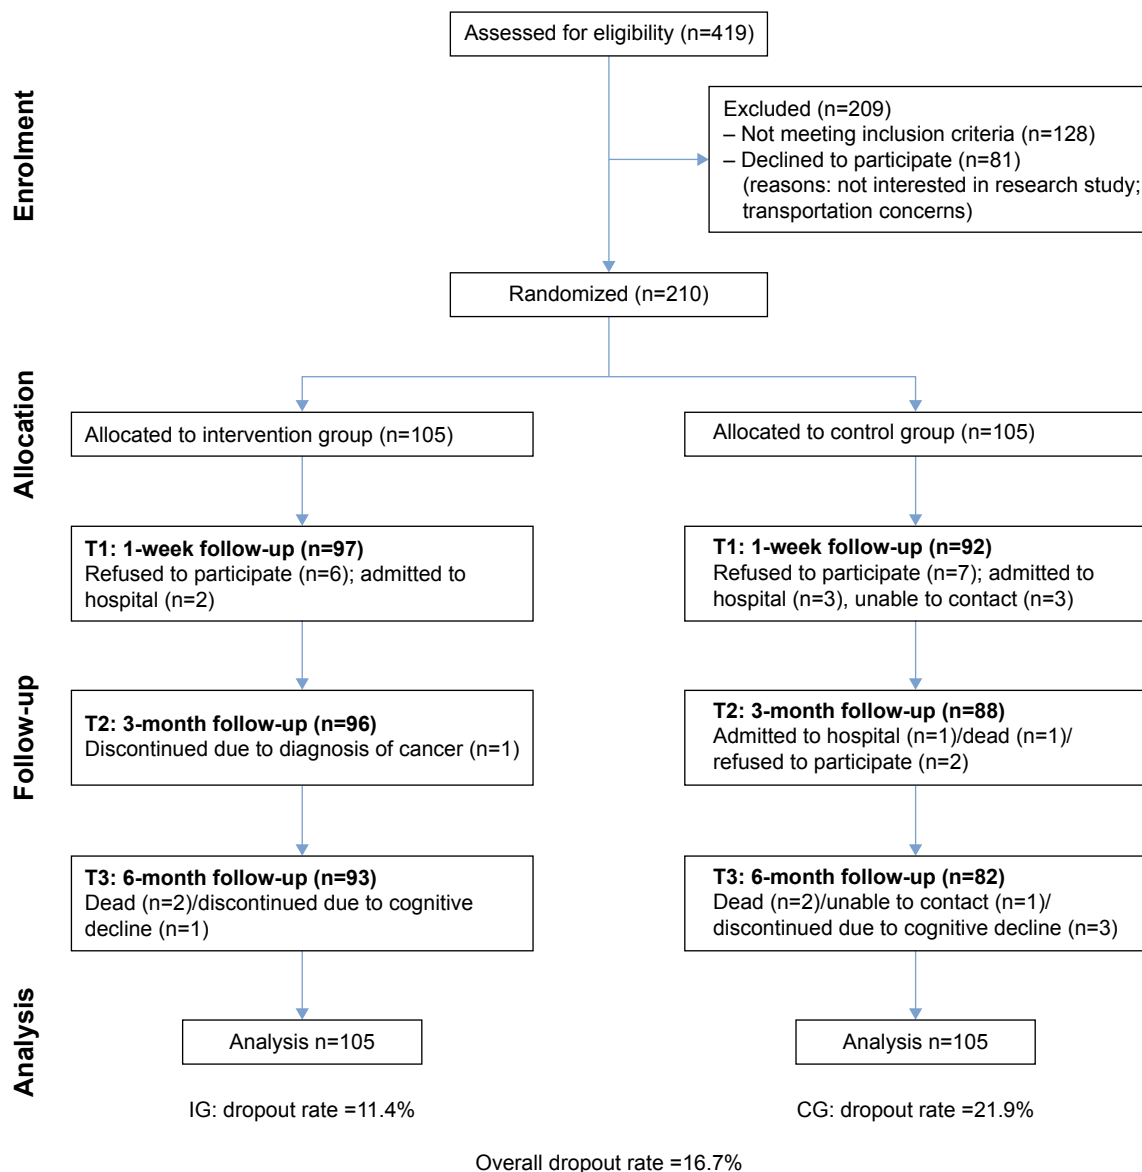 Enrolment
Assessed for eligibility (n=419)
Excluded (n=209)
– Not meeting inclusion criteria (n=128)
– Declined to participate (n=81)
(reasons: not interested in research study;
transportation concerns)
Randomized (n=210)
Allocation
Allocated to intervention group (n=105)
Allocated to control group (n=105)
Follow-up
T1: 1-week follow-up (n=97)
Refused to participate (n=6); admitted to
hospital (n=2)
T1: 1-week follow-up (n=92)
Refused to participate (n=7); admitted to
hospital (n=3), unable to contact (n=3)
T2: 3-month follow-up (n=96)
Discontinued due to diagnosis of cancer (n=1)
T2: 3-month follow-up (n=88)
Admitted to hospital (n=1)/dead (n=1)/
refused to participate (n=2)
T3: 6-month follow-up (n=93)
Dead (n=2)/discontinued due to cognitive
decline (n=1)
T3: 6-month follow-up (n=82)
Dead (n=2)/unable to contact (n=1)/
discontinued due to cognitive decline (n=3)
Analysis
Analysis n=105
Analysis n=105
IG: dropout rate =11.4%
CG: dropout rate =21.9%
Overall dropout rate =16.7%